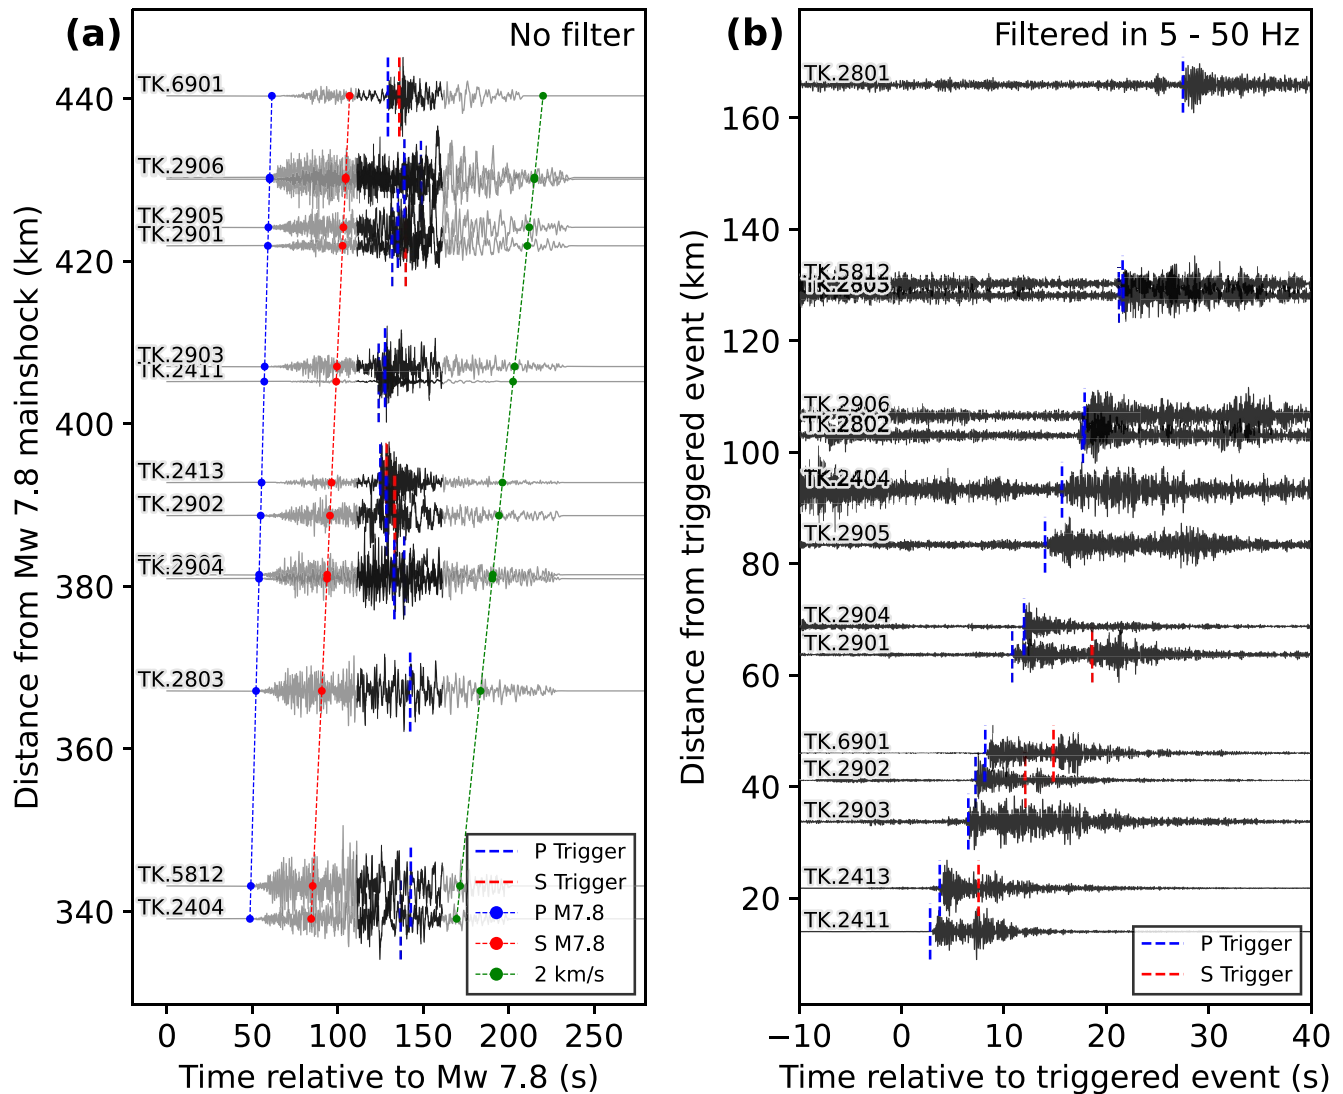 (a)
No filter
Distance from Mw 7.8 mainshock (km)
440
420
400
380
360
340
TK.6901
TK.2906
TK.2905
TK.2901
TK.2903
TK.2411
TK.2413
TK.2902
TK.2904
TK.2803
TK.5812
TK.2404
P Trigger
S Trigger
P M7.8
S M7.8
2 km/s
0
50
100
150
200
250
Time relative to Mw 7.8 (s)
(b)
Filtered in 5 - 50 Hz
Distance from triggered event (km)
160
140
120
100
80
60
40
20
TK.2801
TK.5812
TK.2906
TK.2802
TK.2404
TK.2905
TK.2904
TK.2901
TK.6901
TK.2902
TK.2903
TK.2413
TK.2411
P Trigger
S Trigger
−10
0
10
20
30
40
Time relative to triggered event (s)